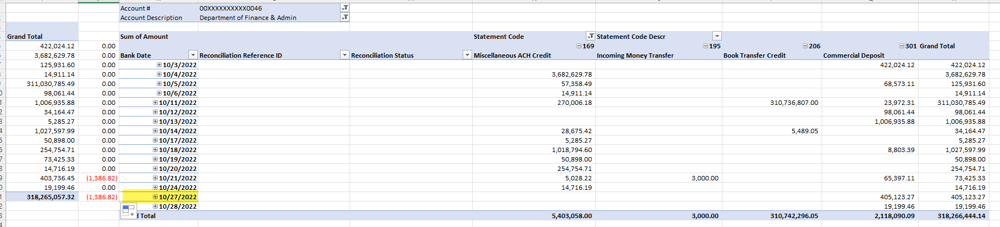 Account # 00XXXXXXXXXX0046
Account Description Department of Finance & Admin
Grand Total Sum of Amount Statement Code Statement Code Descr
422,024.12 0.00 169 195 206 301 Grand Total
3,682,629.78 0.00 Bank Date Reconciliation Reference ID Reconciliation Status Miscellaneous ACH Credit Incoming Money Transfer Book Transfer Credit Commercial Deposit
125,931.60 0.00 10/3/2022 422,024.12 422,024.12
14,911.14 0.00 10/4/2022 3,682,629.78 3,682,629.78
311,030,785.49 0.00 10/5/2022 57,358.49 68,573.11 125,931.60
98,061.44 0.00 10/6/2022 14,911.14 14,911.14
1,006,935.88 0.00 10/11/2022 270,006.18 310,736,807.00 23,972.31 311,030,785.49
34,164.47 0.00 10/12/2022 98,061.44 98,061.44
5,285.27 0.00 10/13/2022 1,006,935.88 1,006,935.88
1,027,597.99 0.00 10/14/2022 28,675.42 5,489.05 34,164.47
50,898.00 0.00 10/17/2022 5,285.27 5,285.27
254,754.71 0.00 10/18/2022 1,018,794.60 8,803.39 1,027,597.99
73,425.33 0.00 10/19/2022 50,898.00 50,898.00
14,716.19 0.00 10/20/2022 254,754.71 254,754.71
403,736.45 (1,386.82) 10/21/2022 5,028.22 3,000.00 65,397.11 73,425.33
19,199.46 0.00 10/24/2022 14,716.19 14,716.19
318,265,057.32 (1,386.82) 10/27/2022 405,123.27 405,123.27
10/28/2022 19,199.46 19,199.46
Total 5,403,058.00 3,000.00 310,742,296.05 2,118,090.09 318,266,444.14